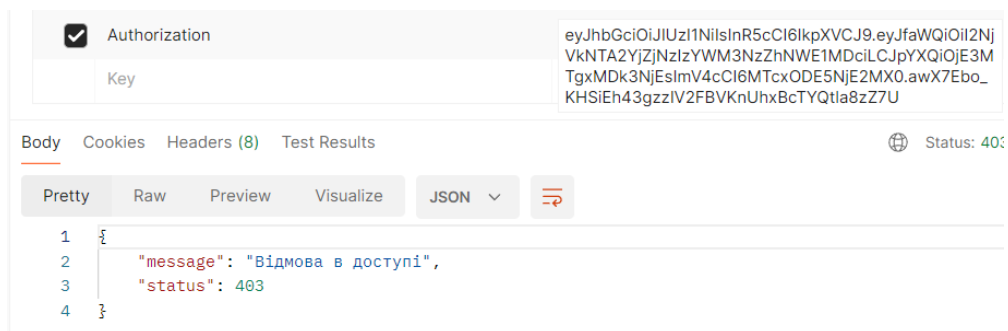 Authorization
eyJhbGciOiJIUzI1NiIsInR5cCI6IkpXVCJ9.eyJfaWQiOiI2Nj
VkNTA2YjZjNzIzYWM3NzZhNWE1MDciLCJpYXQiOjE3M
TgxMDk3NjEsImV4cCI6MTcxODE5NjE2MX0.awX7Ebo_
KHSiEh43gzzlV2FBVKnUhxBcTYQtla8zZ7U
Key
Body Cookies Headers (8) Test Results Status: 403
Pretty Raw Preview Visualize JSON
1 {
2 "message": "Відмова в доступі",
3 "status": 403
4 }